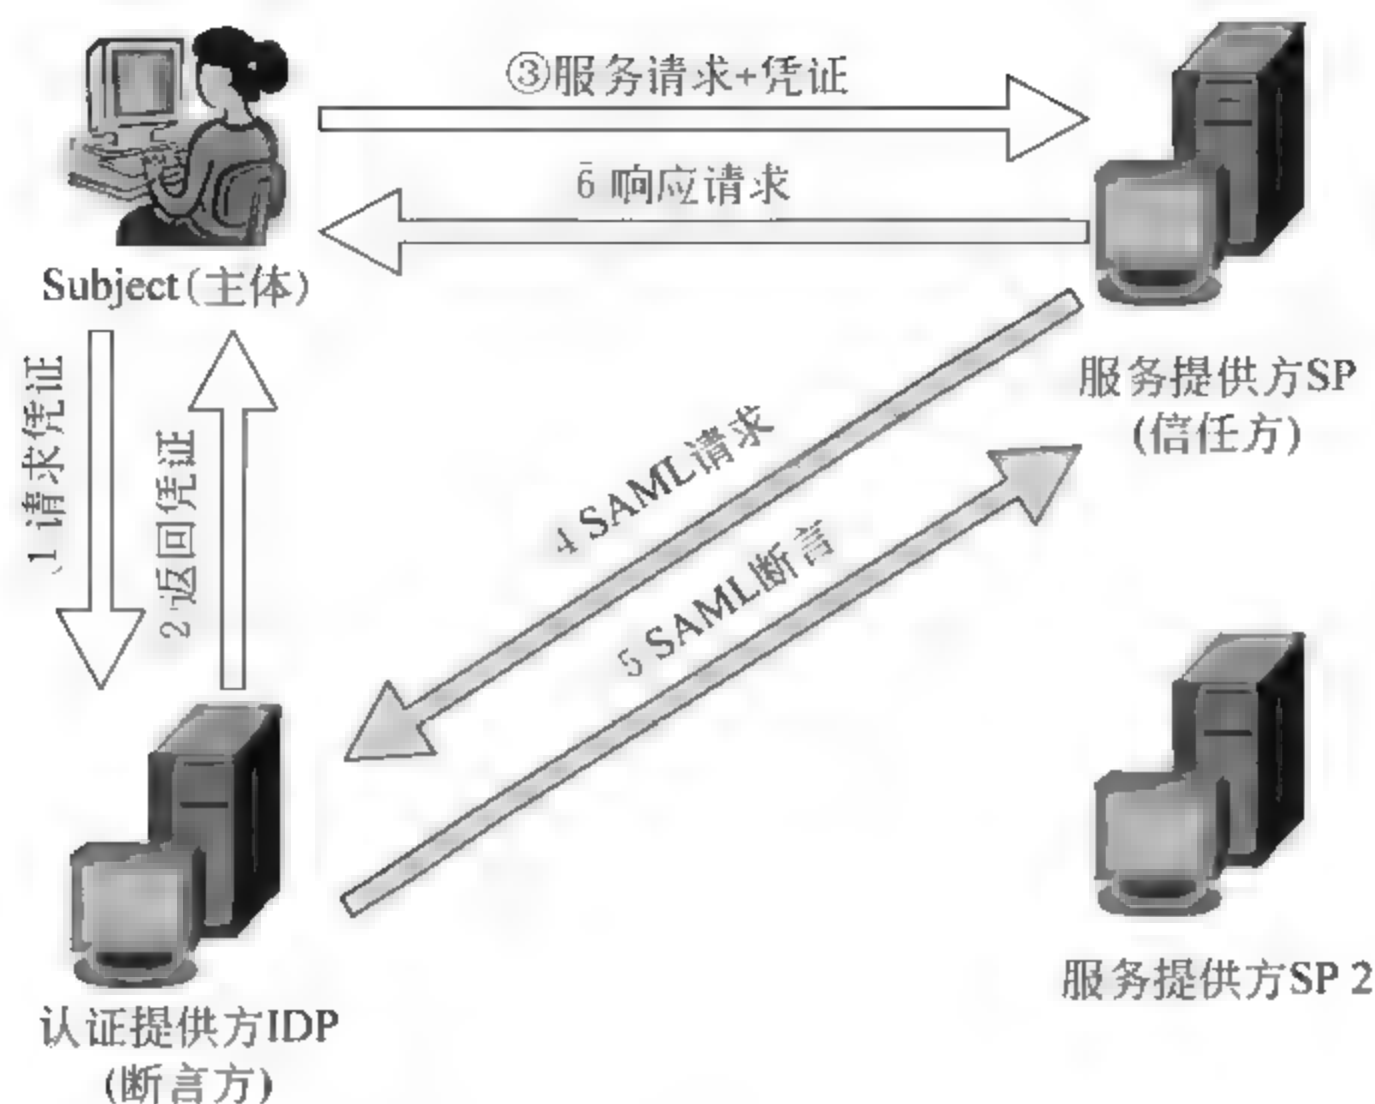 ③服务请求+凭证
6 响应请求
Subject(主体)
1 请求凭证
2 返回凭证
服务提供方SP
(信任方)
4 SAML请求
5 SAML断言
服务提供方SP 2
认证提供方IDP
(断言方)